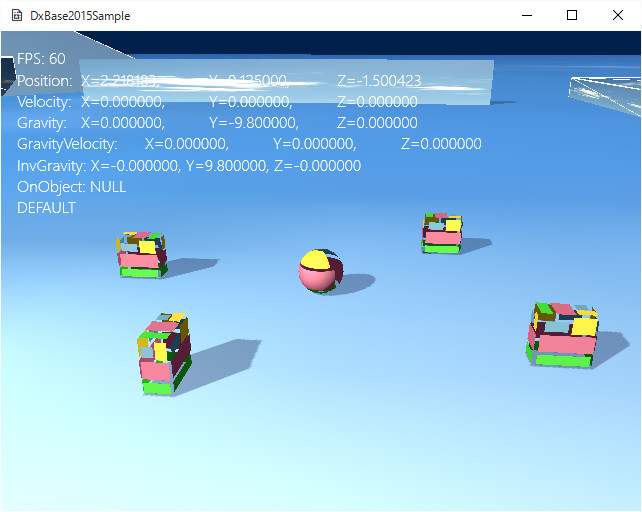 DxBase2015Sample
FPS: 60
Position: X=2.218183, Y=0.125000, Z=-1.500423
Velocity: X=0.000000, Y=0.000000, Z=0.000000
Gravity: X=0.000000, Y=-9.800000, Z=0.000000
GravityVelocity: X=0.000000, Y=0.000000, Z=0.000000
InvGravity: X=-0.000000, Y=9.800000, Z=-0.000000
OnObject: NULL
DEFAULT